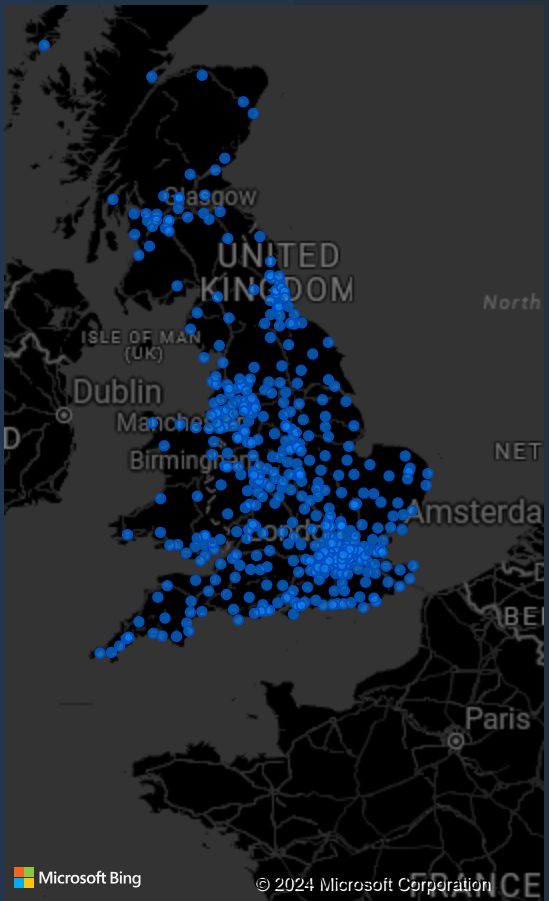 Glasgow
UNITED
KINGDOM
North
ISLE OF MAN
(UK)
Dublin
Manchester
D
NET
Birmingham
Amsterda
London
D
BEL
Paris
Microsoft Bing
© 2024 Microsoft Corporation
FRANCE